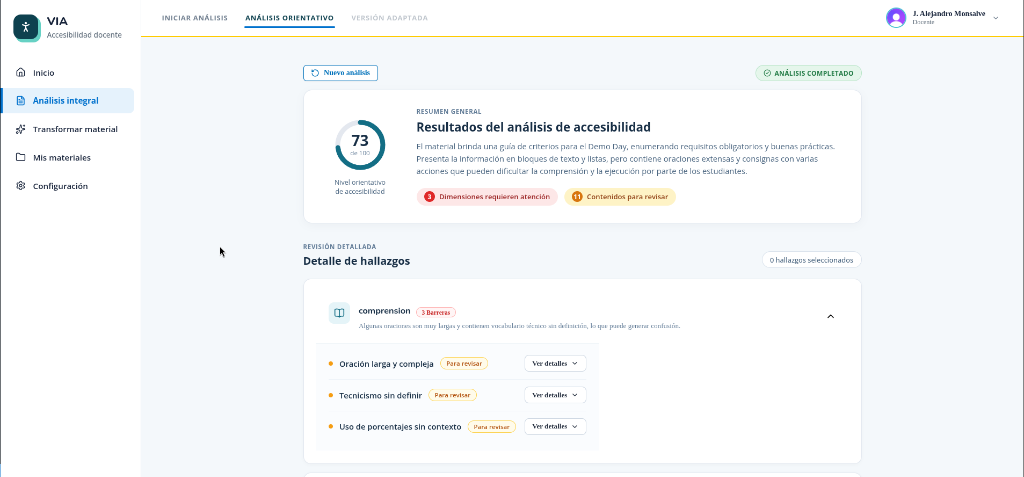 VIA
Accesibilidad docente
INICIAR ANÁLISIS
ANÁLISIS ORIENTATIVO
VERSIÓN ADAPTADA
J. Alejandro Monsalve
Docente
Inicio
Análisis integral
Transformar material
Mis materiales
Configuración
Nuevo análisis
ANÁLISIS COMPLETADO
73
de 100
Nivel orientativo
de accesibilidad
RESUMEN GENERAL
Resultados del análisis de accesibilidad
El material brinda una guía de criterios para el Demo Day, enumerando requisitos obligatorios y buenas prácticas.
Presenta la información en bloques de texto y listas, pero contiene oraciones extensas y consignas con varias
acciones que pueden dificultar la comprensión y la ejecución por parte de los estudiantes.
3 Dimensiones requieren atención
11 Contenidos para revisar
REVISIÓN DETALLADA
Detalle de hallazgos
0 hallazgos seleccionados
comprension
3 Barreras
Algunas oraciones son muy largas y contienen vocabulario técnico sin definición, lo que puede generar confusión.
Oración larga y compleja
Para revisar
Ver detalles
Tecnicismo sin definir
Para revisar
Ver detalles
Uso de porcentajes sin contexto
Para revisar
Ver detalles